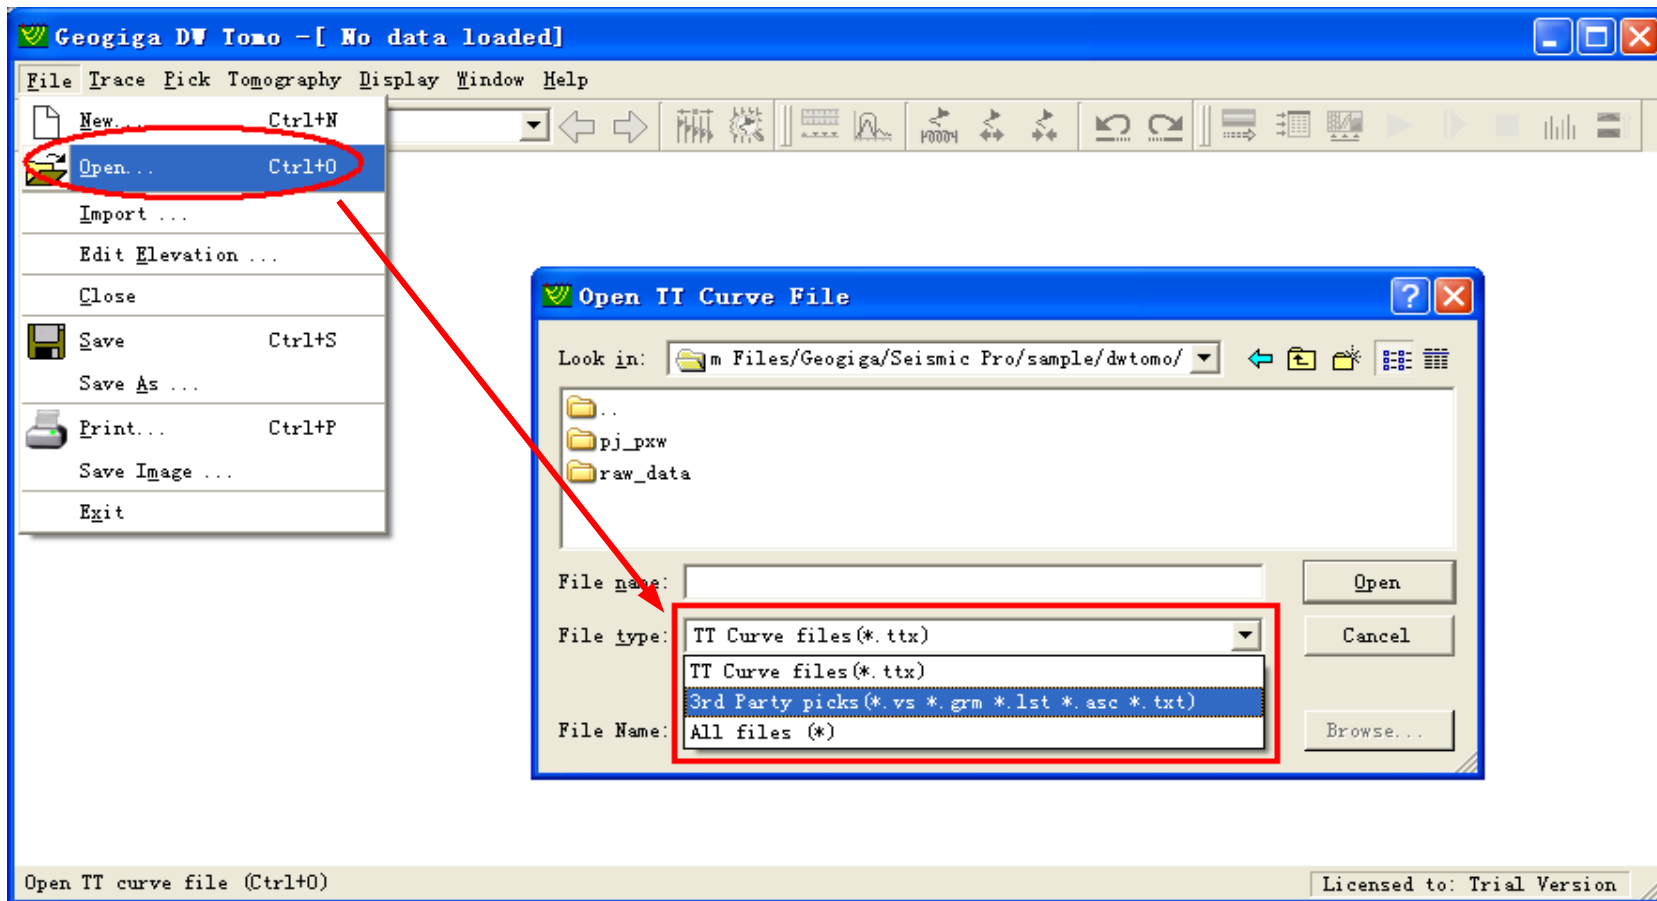 Geogiga DW Tomo -[ No data loaded]
File Trace Pick Tomography Display Window Help
New... Ctrl+N
Open... Ctrl+O
Import ...
Edit Elevation ...
Close
Save Ctrl+S
Save As ...
Print... Ctrl+P
Save Image ...
Exit
Open TT Curve File
Look in: m Files/Geogiga/Seismic Pro/sample/dwtomo/
..
pj_pxw
raw_data
File name: Open
File type: TT Curve files(*.ttx) Cancel
TT Curve files(*.ttx)
3rd Party picks(*.vs *.grm *.lst *.asc *.txt)
File Name: All files (*) Browse...
Open TT curve file (Ctrl+O)
Licensed to: Trial Version